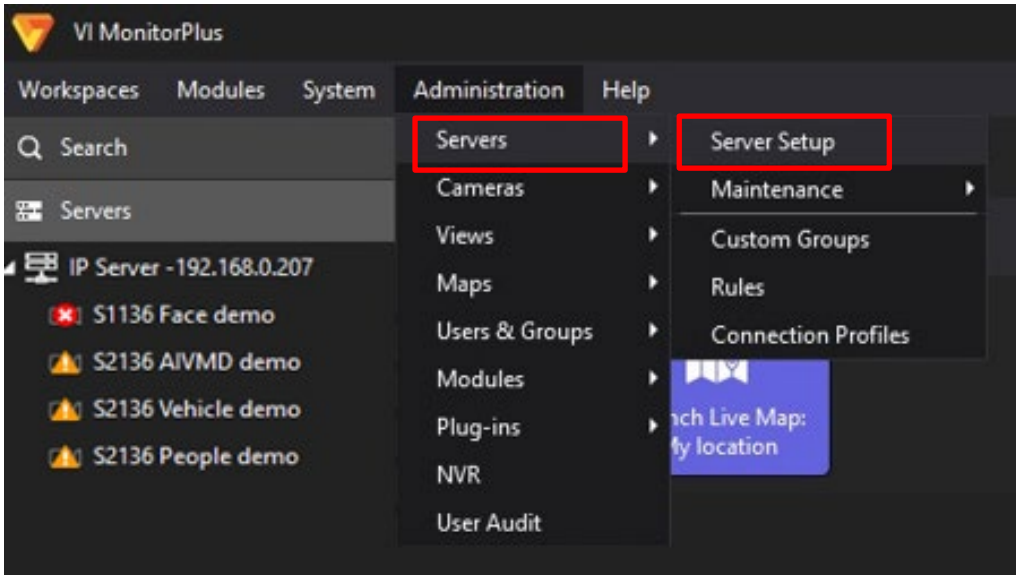 VI MonitorPlus
Workspaces Modules System Administration Help
Search
Servers
IP Server -192.168.0.207
S1136 Face demo
S2136 AIVMD demo
S2136 Vehicle demo
S2136 People demo
Servers
Cameras
Views
Maps
Users & Groups
Modules
Plug-ins
NVR
User Audit
Server Setup
Maintenance
Custom Groups
Rules
Connection Profiles
Live Map:
location